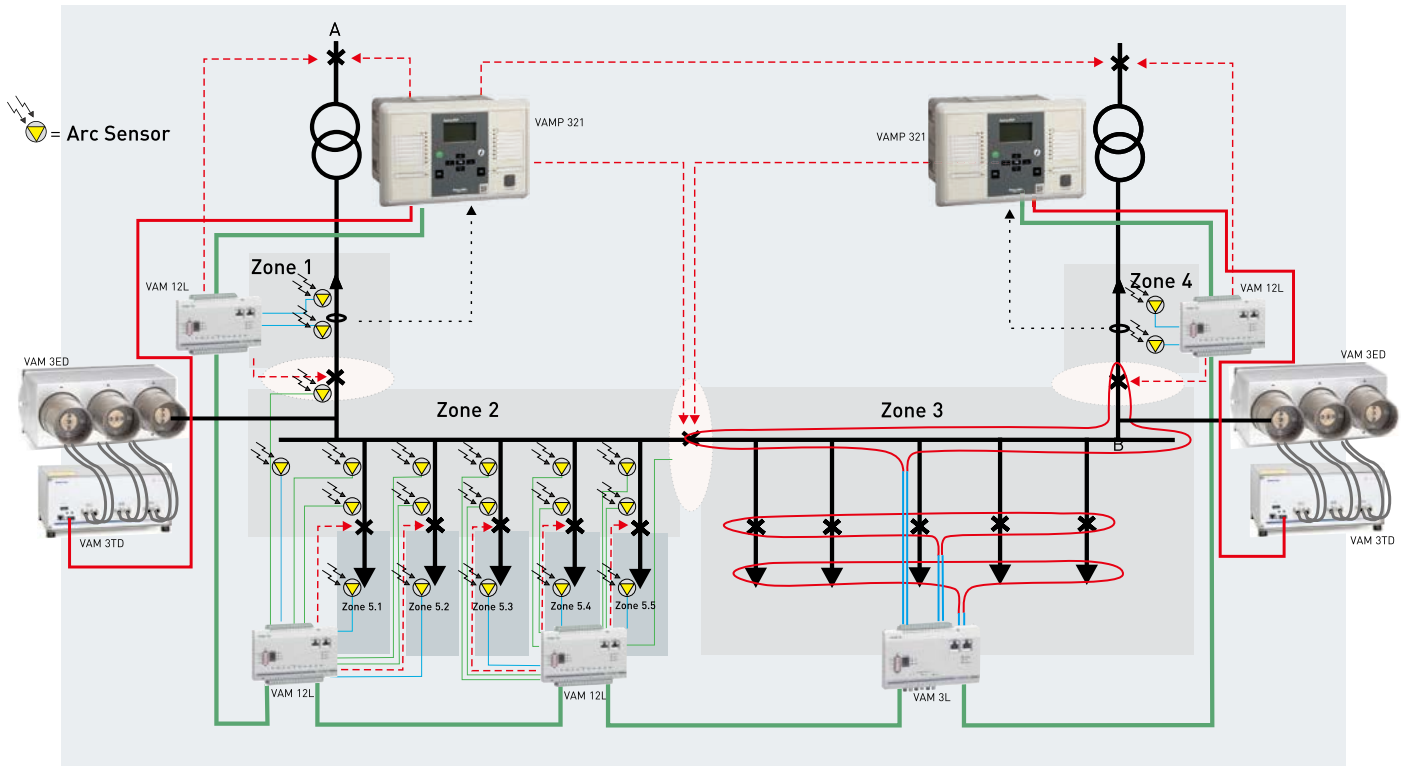 A
= Arc Sensor
VAMP 321
VAMP 321
Zone 1
Zone 4
VAM 12L
VAM 12L
VAM 3ED
VAM 3ED
Zone 2
Zone 3
B
VAM 3TD
VAM 3TD
Zone 5.1
Zone 5.2
Zone 5.3
Zone 5.4
Zone 5.5
VAM 12L
VAM 12L
VAM 3L